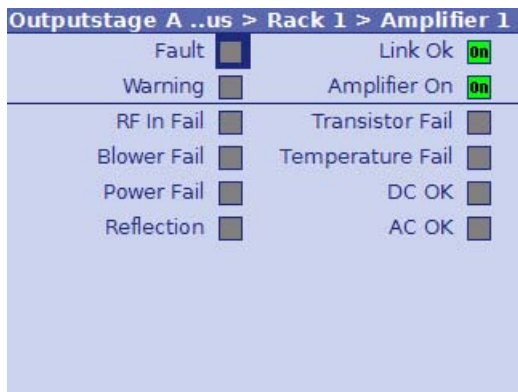 Outputstage A ..us > Rack 1 > Amplifier 1
Fault Link Ok On
Warning Amplifier On On
RF In Fail Transistor Fail
Blower Fail Temperature Fail
Power Fail DC OK
Reflection AC OK